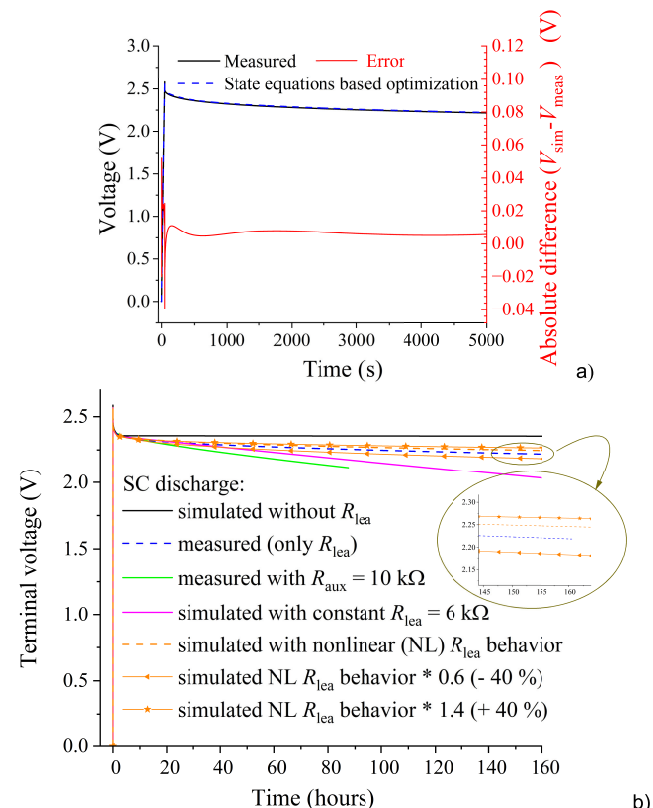 Measured
Error
State equations based optimization
Voltage (V)
3.0
2.5
2.0
1.5
1.0
0.5
0.0
0
1000
2000
3000
4000
5000
Time (s)
0.12
0.10
0.08
0.06
0.04
0.02
0.00
−0.02
0.04
Absolute difference (Vsim-Vmeas) (V)
a)
Terminal voltage (V)
2.5
2.0
1.5
1.0
0.5
0.0
SC discharge:
simulated without Rlea
measured (only Rlea)
measured with Raux = 10 kΩ
simulated with constant Rlea = 6 kΩ
simulated with nonlinear (NL) Rlea behavior
simulated NL Rlea behavior * 0.6 (- 40 %)
simulated NL Rlea behavior * 1.4 (+ 40 %)
2.30
2.25
2.20
2.15
145
150
155
160
0
20
40
60
80
100
120
140
160
Time (hours)
b)